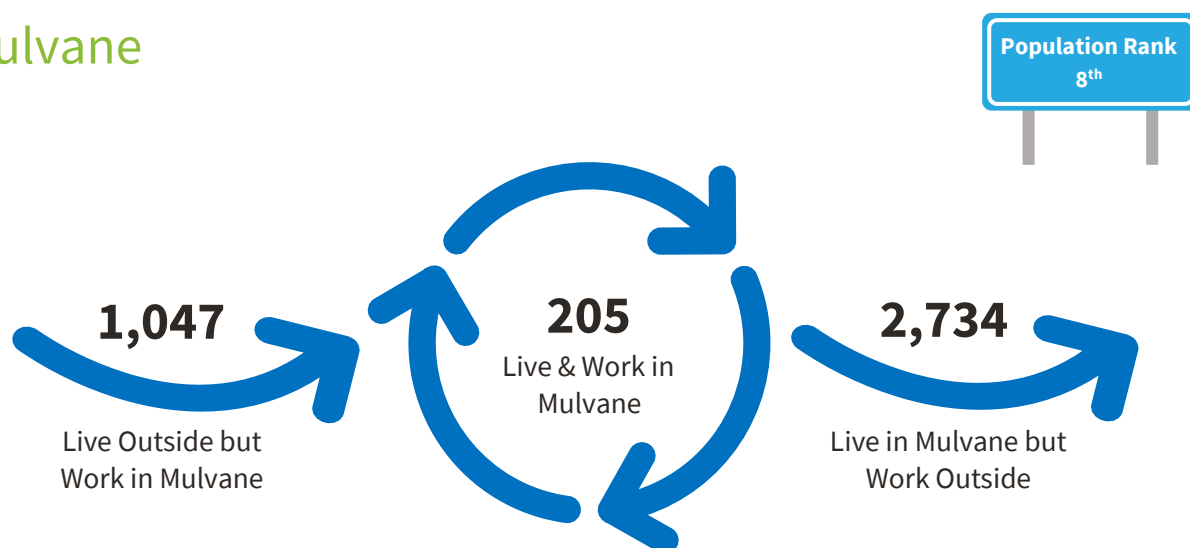 ulvane
Population Rank
8th
1,047
Live Outside but
Work in Mulvane
205
Live & Work in
Mulvane
2,734
Live in Mulvane but
Work Outside